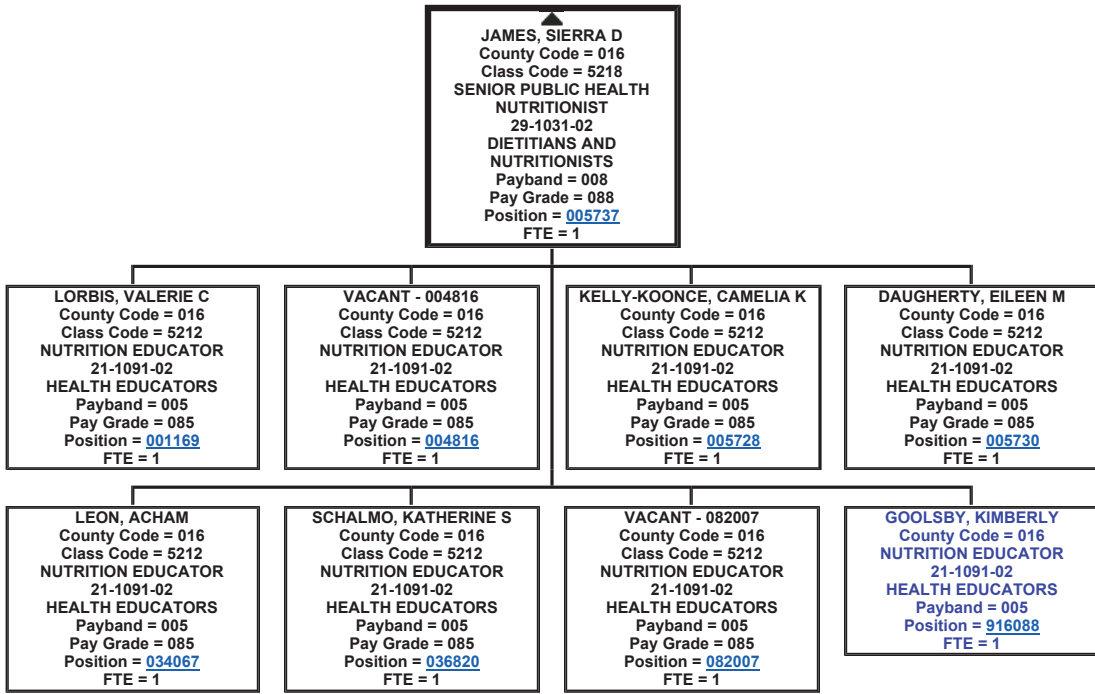 JAMES, SIERRA D
County Code = 016
Class Code = 5218
SENIOR PUBLIC HEALTH
NUTRITIONIST
29-1031-02
DIETITIANS AND
NUTRITIONISTS
Payband = 008
Pay Grade = 088
Position = 005737
FTE = 1
LORBIS, VALERIE C
County Code = 016
Class Code = 5212
NUTRITION EDUCATOR
21-1091-02
HEALTH EDUCATORS
Payband = 005
Pay Grade = 085
Position = 001169
FTE = 1
VACANT - 004816
County Code = 016
Class Code = 5212
NUTRITION EDUCATOR
21-1091-02
HEALTH EDUCATORS
Payband = 005
Pay Grade = 085
Position = 004816
FTE = 1
KELLY-KOONCE, CAMELIA K
County Code = 016
Class Code = 5212
NUTRITION EDUCATOR
21-1091-02
HEALTH EDUCATORS
Payband = 005
Pay Grade = 085
Position = 005728
FTE = 1
DAUGHERTY, EILEEN M
County Code = 016
Class Code = 5212
NUTRITION EDUCATOR
21-1091-02
HEALTH EDUCATORS
Payband = 005
Pay Grade = 085
Position = 005730
FTE = 1
LEON, ACHAM
County Code = 016
Class Code = 5212
NUTRITION EDUCATOR
21-1091-02
HEALTH EDUCATORS
Payband = 005
Pay Grade = 085
Position = 034067
FTE = 1
SCHALMO, KATHERINE S
County Code = 016
Class Code = 5212
NUTRITION EDUCATOR
21-1091-02
HEALTH EDUCATORS
Payband = 005
Pay Grade = 085
Position = 036820
FTE = 1
VACANT - 082007
County Code = 016
Class Code = 5212
NUTRITION EDUCATOR
21-1091-02
HEALTH EDUCATORS
Payband = 005
Pay Grade = 085
Position = 082007
FTE = 1
GOOLSBY, KIMBERLY
County Code = 016
NUTRITION EDUCATOR
21-1091-02
HEALTH EDUCATORS
Payband = 005
Position = 916088
FTE = 1